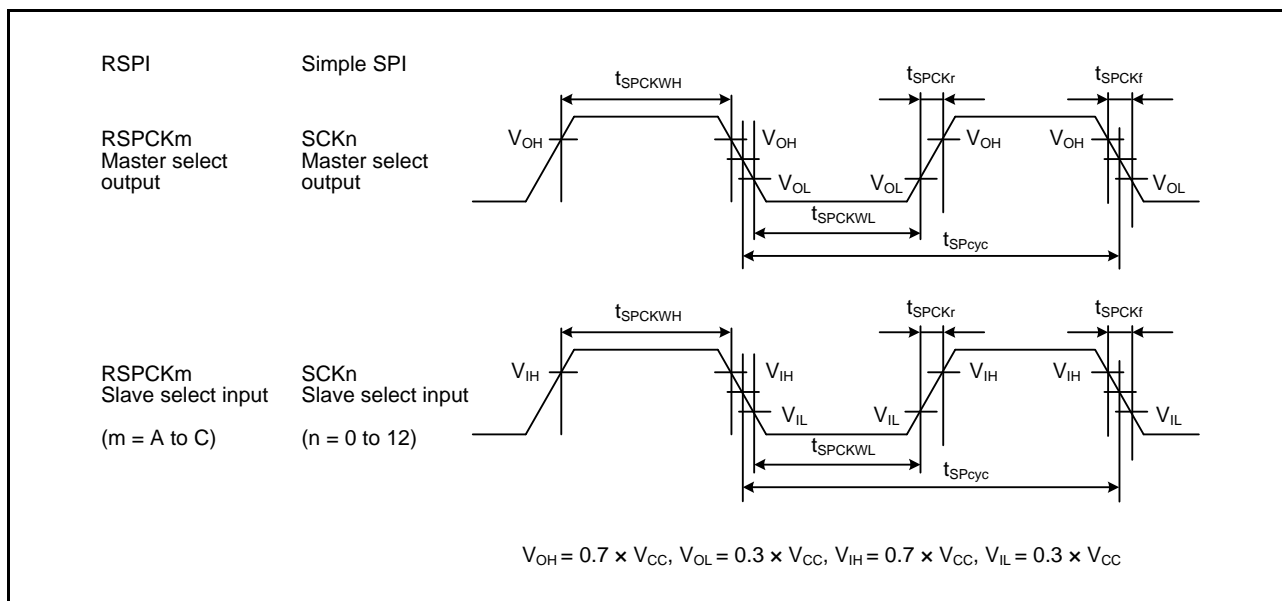 RSPI Simple SPI
tSPCKWH tSPCKr tSPCKf
RSPCKm SCKn
Master select Master select
output output
VOH VOH VOL VOL VOH VOH VOL
tSPCKWL
tSPcyc
tSPCKWH tSPCKr tSPCKf
RSPCKm SCKn
Slave select input Slave select input
(m = A to C) (n = 0 to 12)
VIH VIH VIL VIL VIH VIH VIL
tSPCKWL
tSPcyc
VOH = 0.7 × VCC, VOL = 0.3 × VCC, VIH = 0.7 × VCC, VIL = 0.3 × VCC